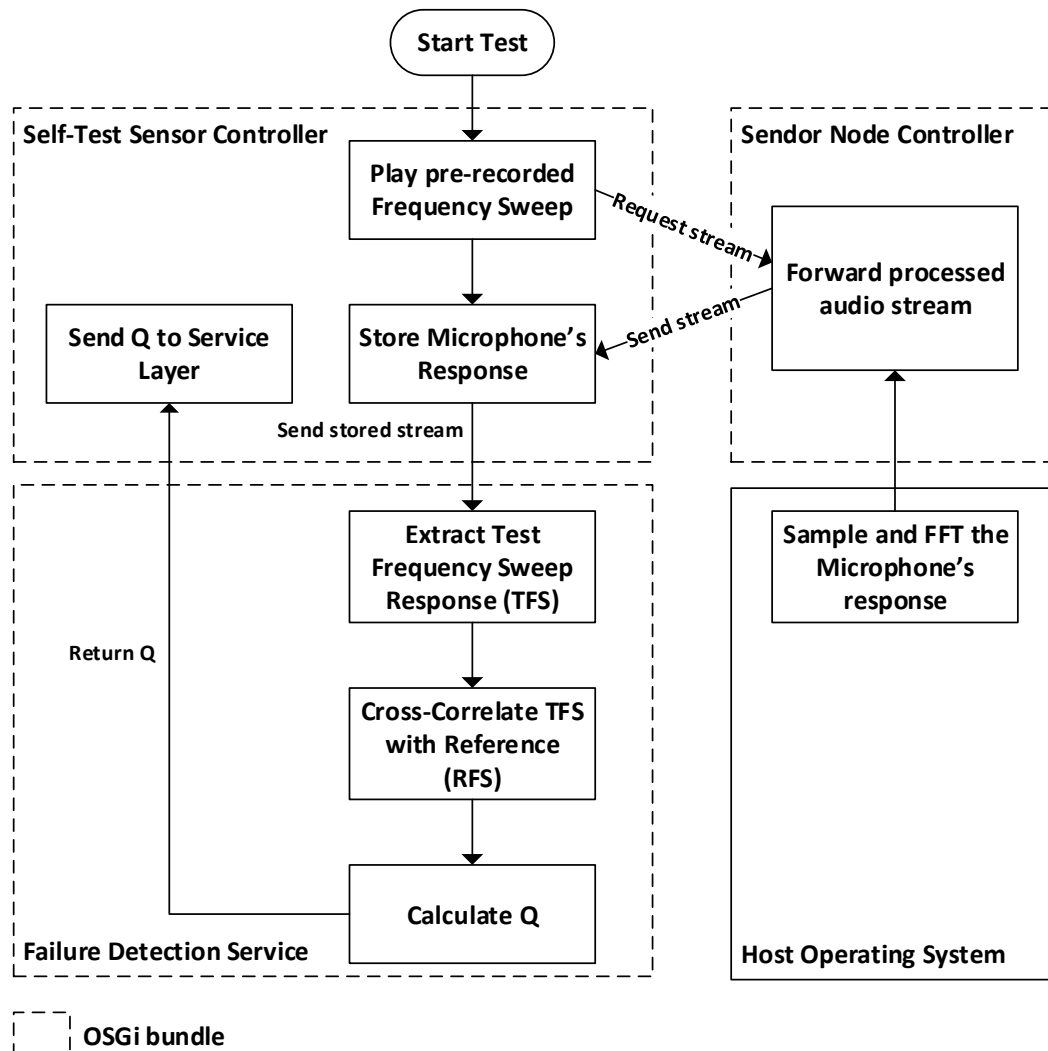 Start Test
Self-Test Sensor Controller
Play pre-recorded
Frequency Sweep
Request stream
Sendor Node Controller
Forward processed
audio stream
Send stream
Store Microphone's
Response
Send Q to Service
Layer
Send stored stream
Extract Test
Frequency Sweep
Response (TFS)
Sample and FFT the
Microphone's
response
Return Q
Cross-Correlate TFS
with Reference
(RFS)
Calculate Q
Failure Detection Service
Host Operating System
OSGi bundle